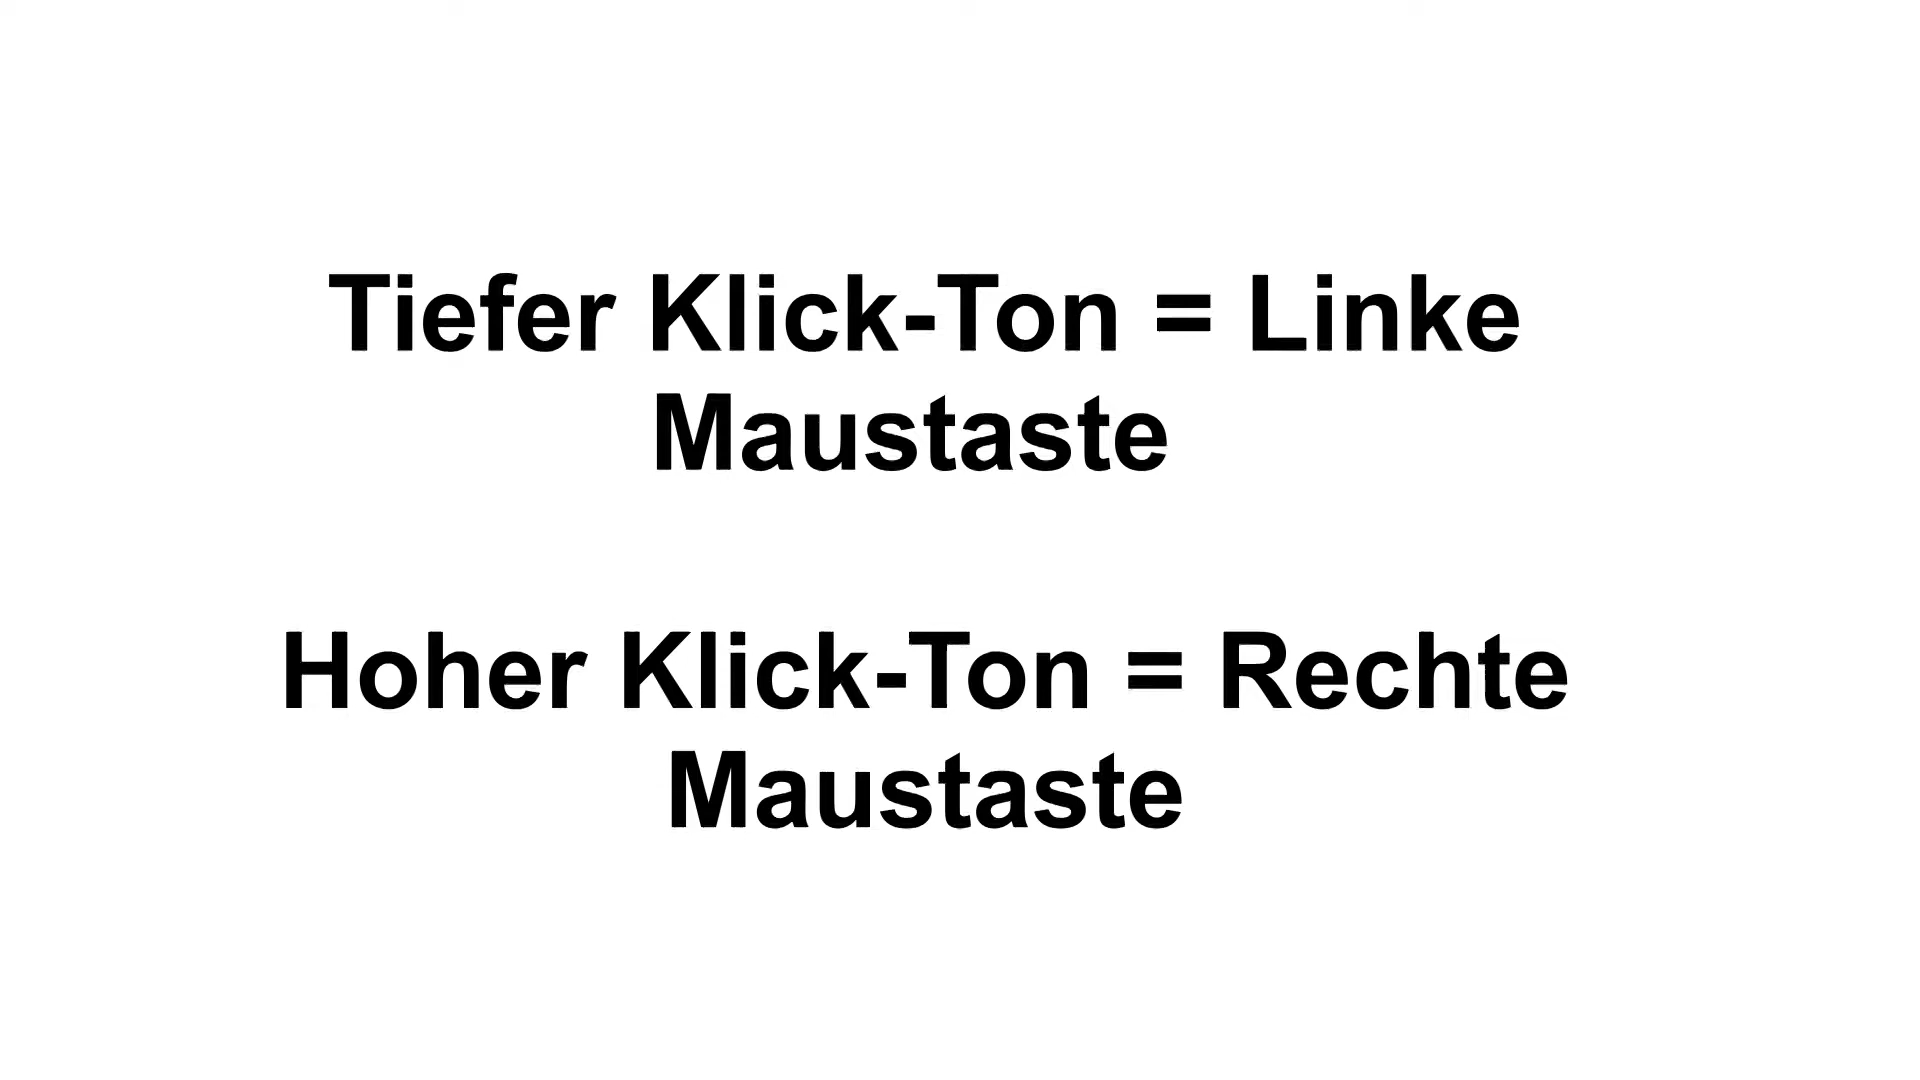 Tiefer Klick-Ton = Linke
Maustaste
Hoher Klick-Ton = Rechte
Maustaste